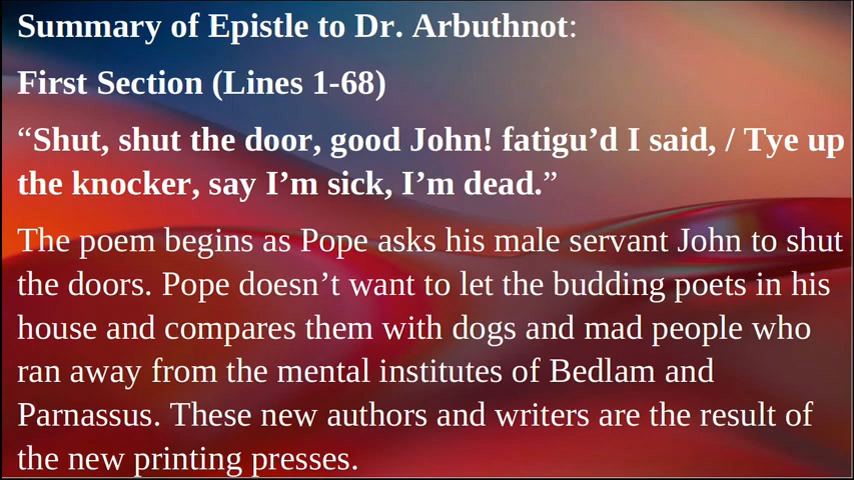 Summary of Epistle to Dr. Arbuthnot:
First Section (Lines 1-68)
“Shut, shut the door, good John! fatigu’d I said, / Tye up
the knocker, say I’m sick, I’m dead.”
The poem begins as Pope asks his male servant John to shut
the doors. Pope doesn’t want to let the budding poets in his
house and compares them with dogs and mad people who
ran away from the mental institutes of Bedlam and
Parnassus. These new authors and writers are the result of
the new printing presses.